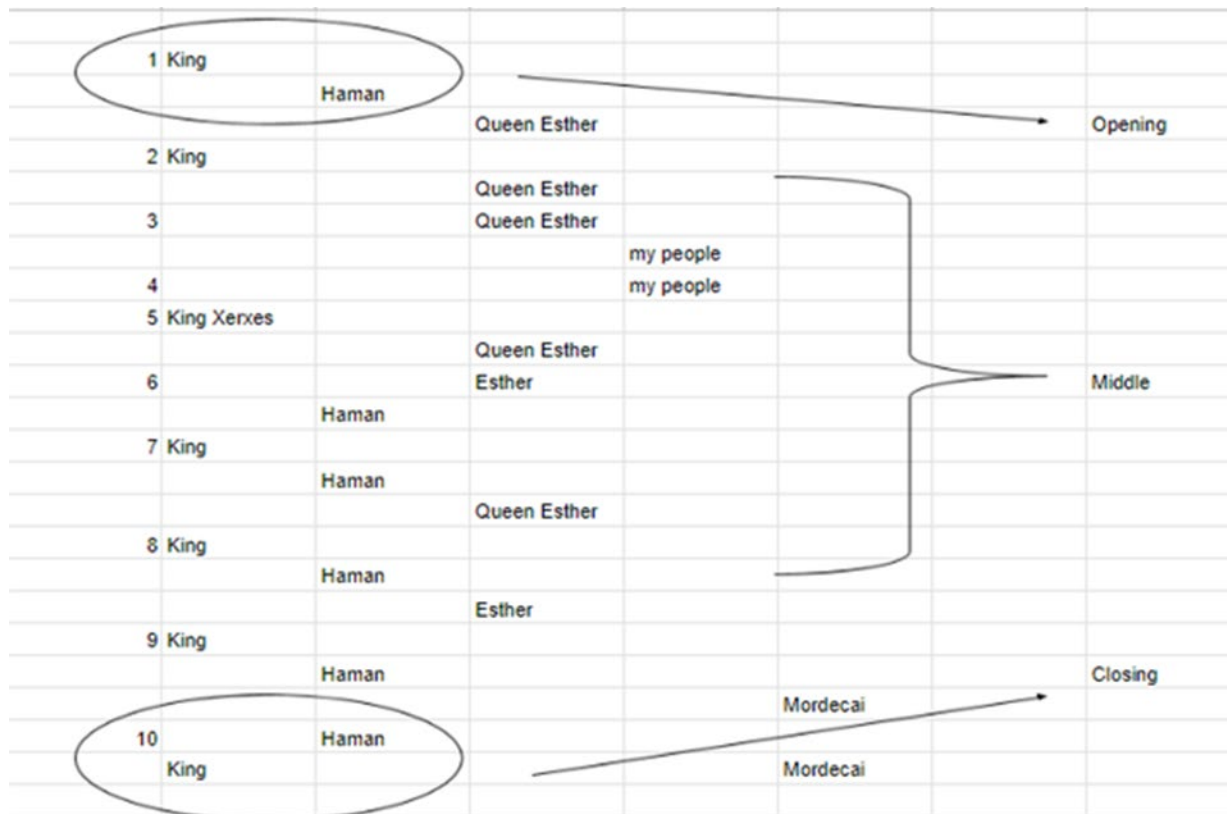 1 King
Haman
Queen Esther Opening
2 King
Queen Esther
3 Queen Esther
my people
4 my people
5 King Xerxes
Queen Esther
6 Esther Middle
Haman
7 King
Haman
Queen Esther
8 King
Haman
Esther
9 King
Haman Closing
Mordecai
10 Haman
King Mordecai